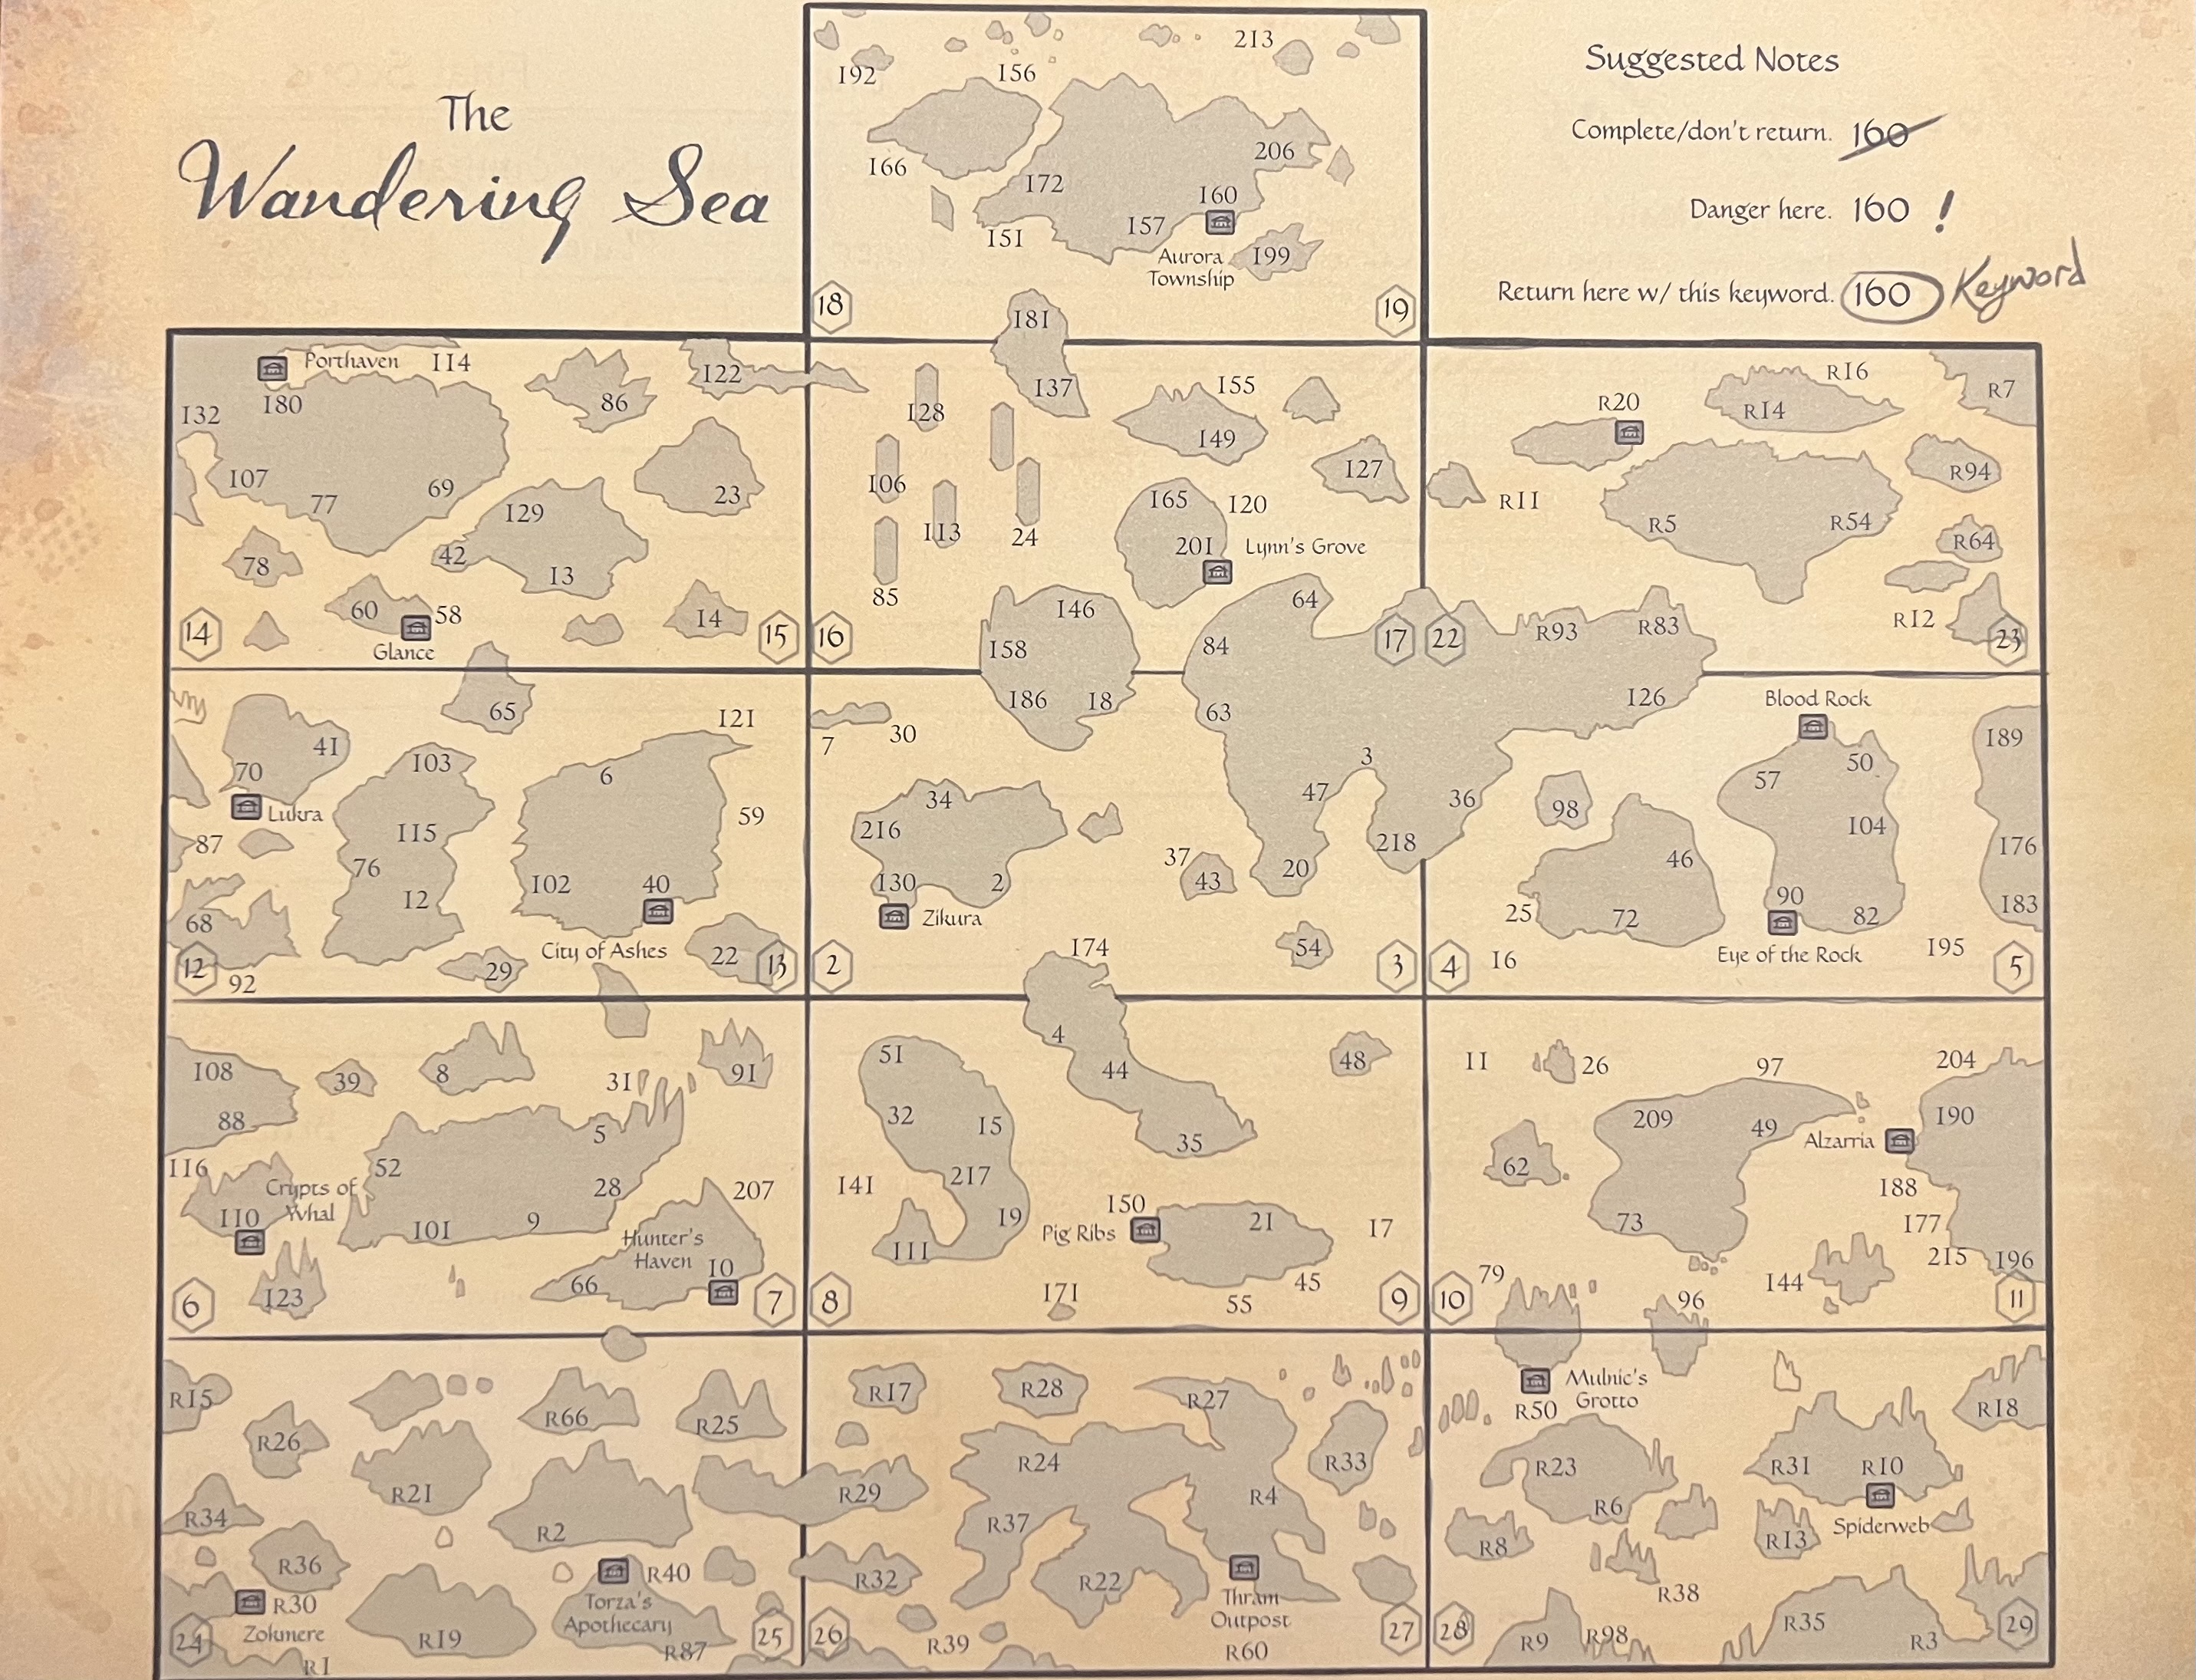 The
Wandering Sea
Suggested Notes
Complete/don't return. 160
Danger here. 160 !
Return here w/ this keyword. 160 Keyword
192
156
213
166
172
206
160
151
157
Aurora
Township
199
18
19
181
Porthaven
114
122
132
180
86
107
77
69
129
23
78
42
13
60
58
Glance
14
14
15
137
155
128
149
106
127
113
24
165
120
201
Lynn's Grove
85
146
64
158
84
16
17
R16
R7
R20
R14
R94
R11
R5
R54
R64
R12
R93
R83
22
23
65
121
41
103
6
70
Lukra
59
87
115
76
12
102
40
68
City of Ashes
22
29
92
12
13
186
18
63
7
30
3
34
47
36
216
218
130
2
Zikura
37
43
20
174
54
2
3
126
Blood Rock
189
57
50
98
104
46
176
90
25
72
82
183
Eye of the Rock
16
195
4
5
108
39
8
31
91
88
5
116
52
Crypts of
Whal
28
207
110
101
9
Hunter's
Haven
10
123
66
6
7
51
4
48
44
32
15
35
217
141
19
150
Pig Ribs
21
17
111
171
45
55
8
9
11
26
97
204
209
49
190
Alzarria
62
188
73
177
215
196
79
144
96
10
11
R15
R66
R25
R26
R21
R34
R2
R36
R40
R30
Torza's
Apothecary
Zokmere
R19
R87
R1
24
25
R17
R28
R27
R24
R33
R29
R4
R37
R32
R22
Thram
Outpost
R39
R60
26
27
Mulnic's
Grotto
R50
R18
R23
R31
R10
R6
R8
R13
Spiderweb
R38
R9
R98
R35
R3
28
29